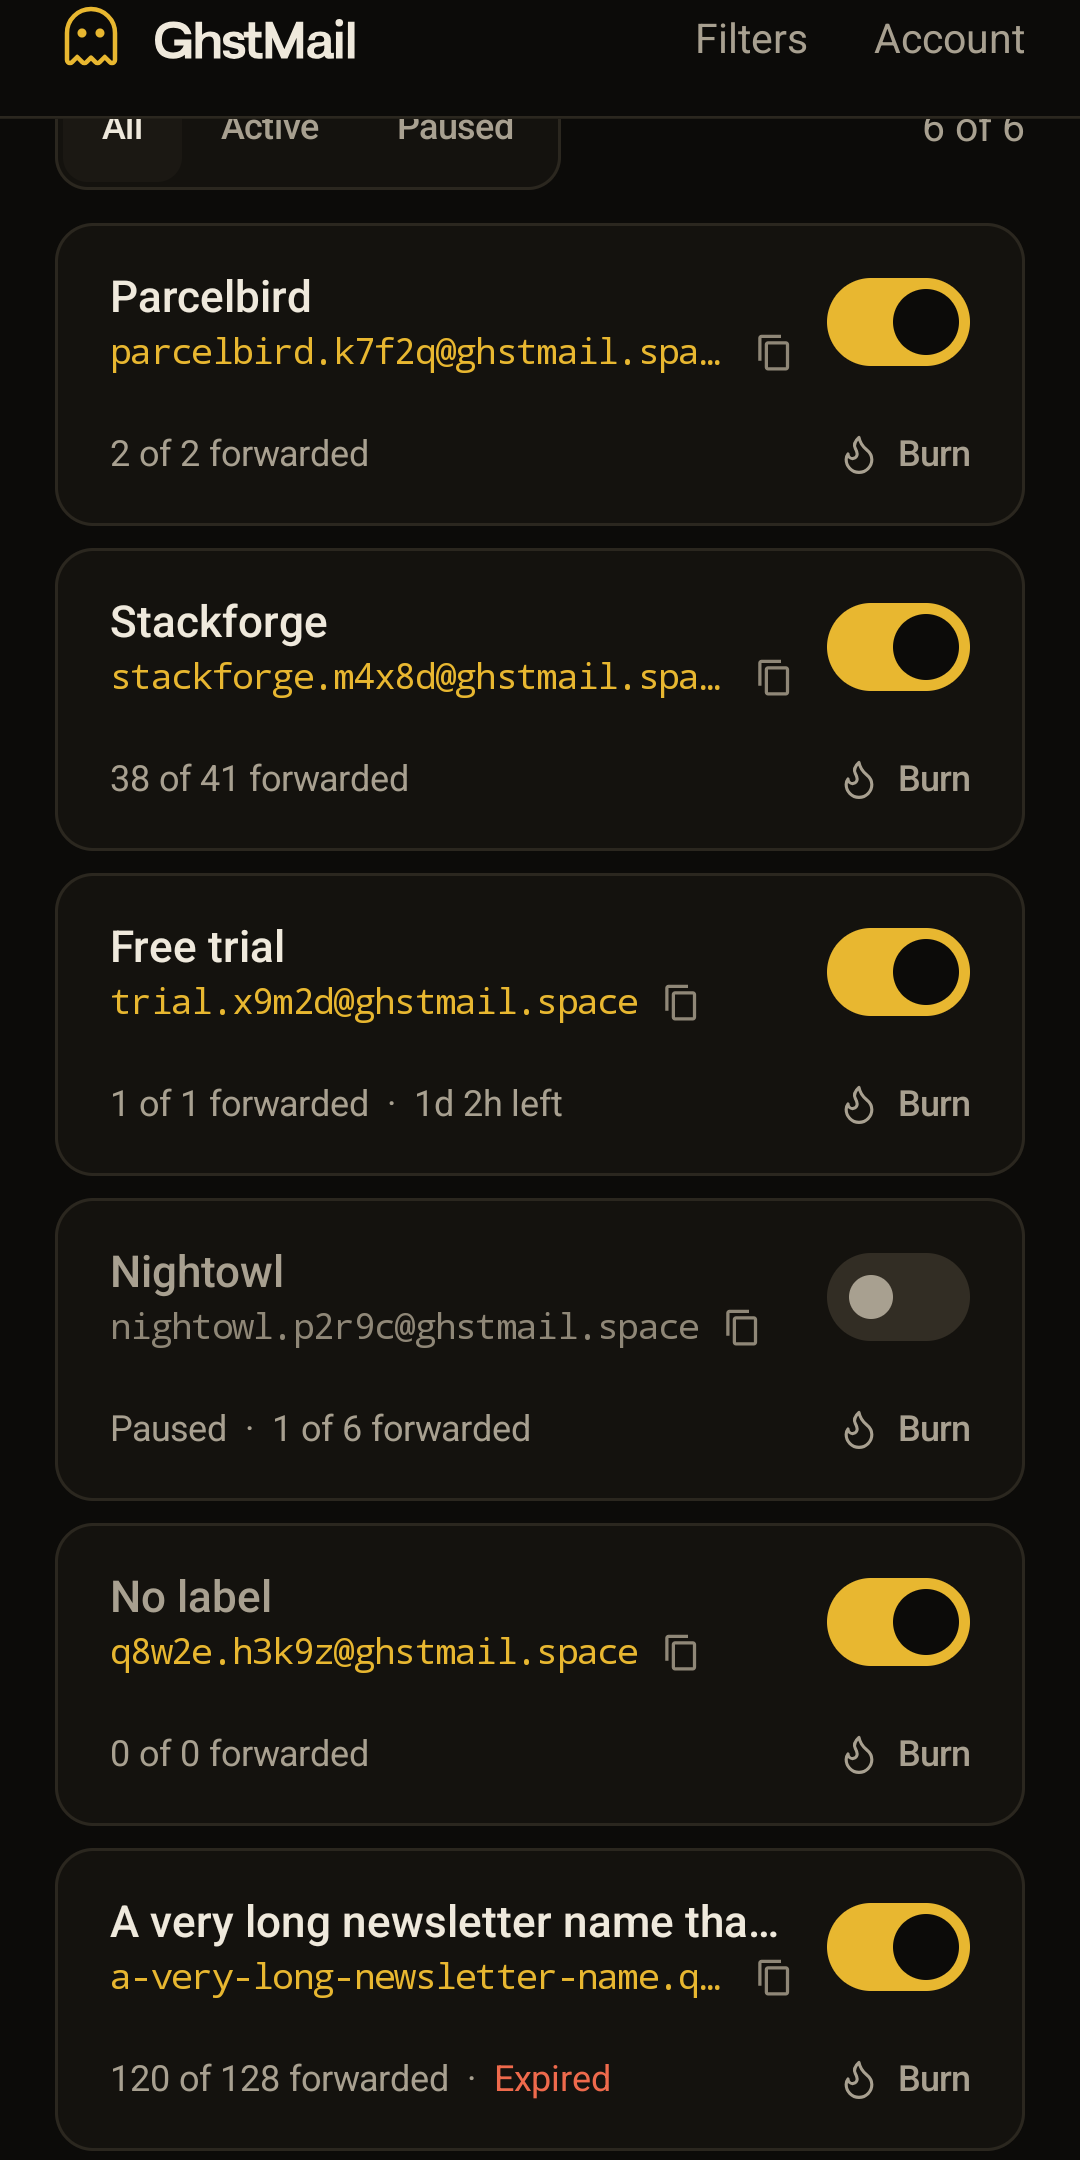 GhstMail
Filters
Account
All
Active
Paused
6 of 6
Parcelbird
parcelbird.k7f2q@ghstmail.spa…
2 of 2 forwarded
Burn
Stackforge
stackforge.m4x8d@ghstmail.spa…
38 of 41 forwarded
Burn
Free trial
trial.x9m2d@ghstmail.space
1 of 1 forwarded · 1d 2h left
Burn
Nightowl
nightowl.p2r9c@ghstmail.space
Paused · 1 of 6 forwarded
Burn
No label
q8w2e.h3k9z@ghstmail.space
0 of 0 forwarded
Burn
A very long newsletter name tha…
a-very-long-newsletter-name.q…
120 of 128 forwarded · Expired
Burn